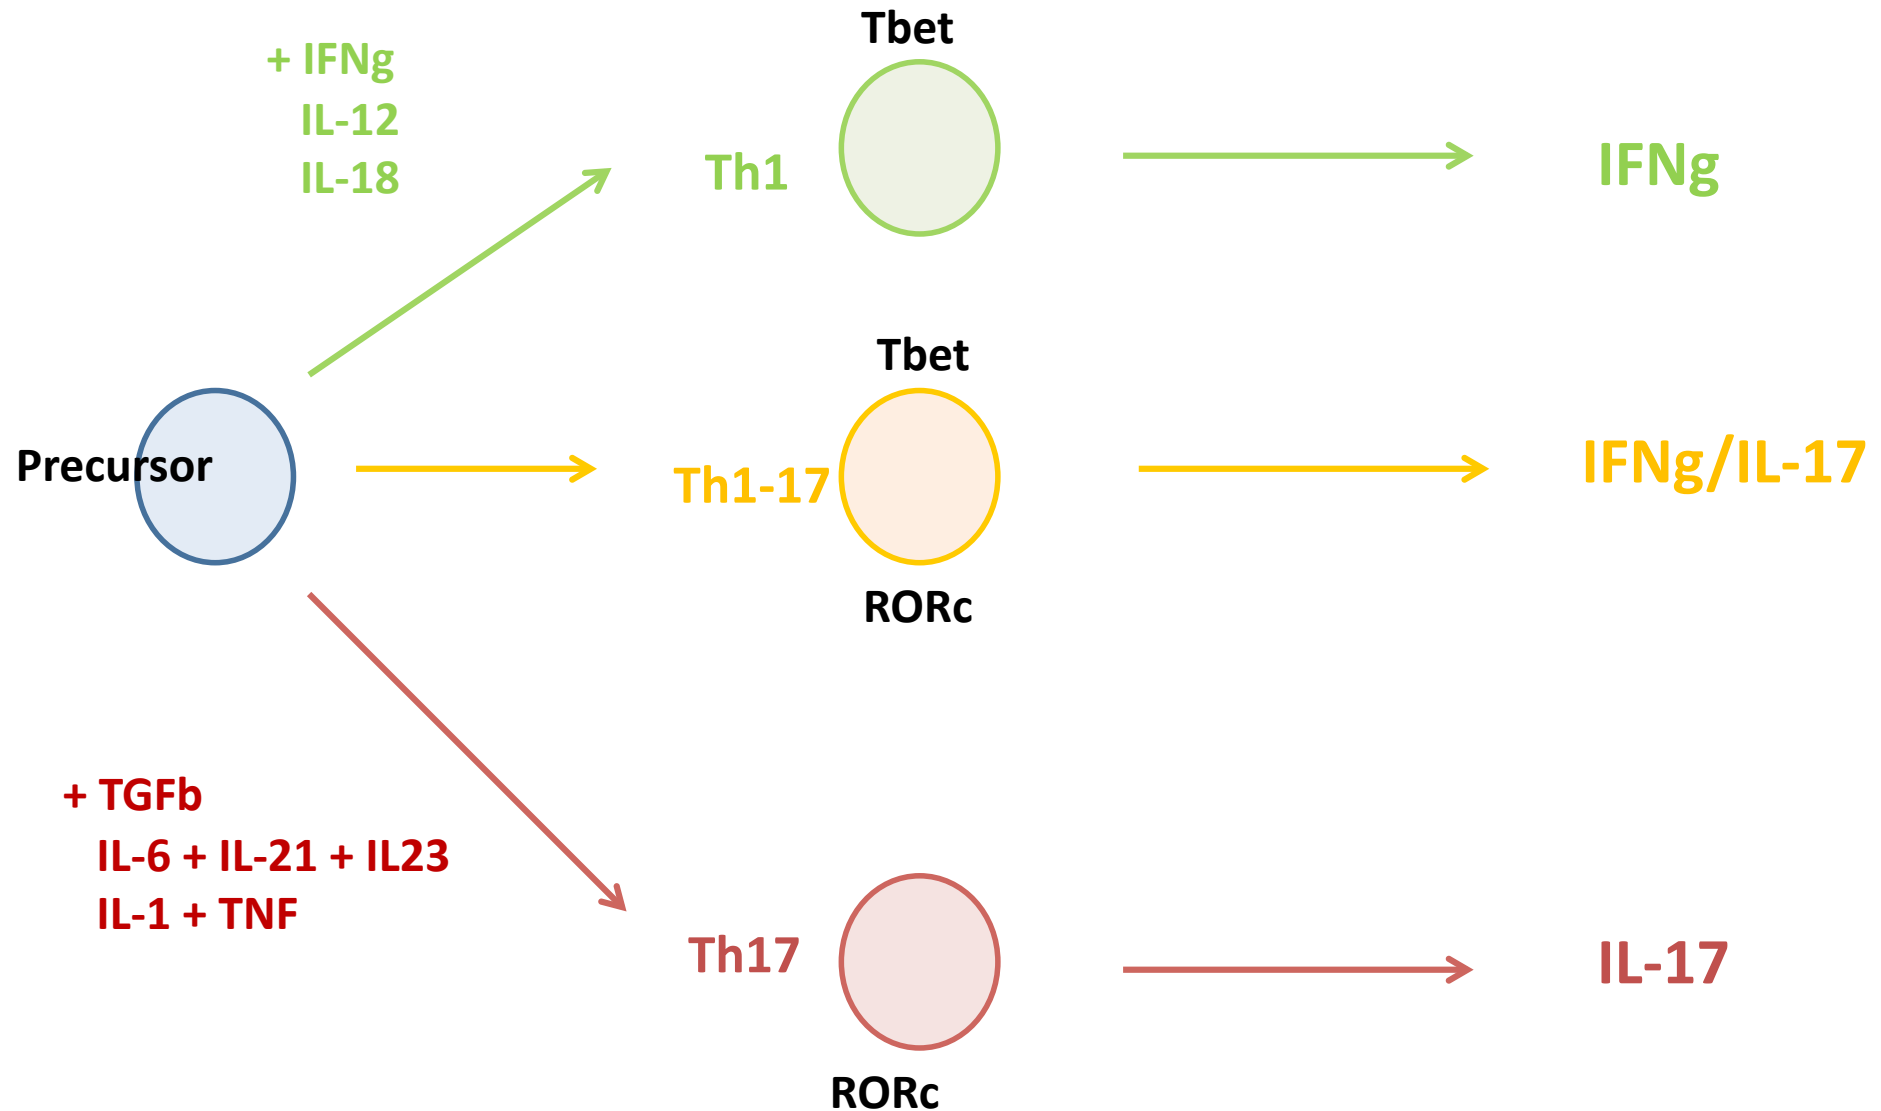 Tbet
+ IFNg
IL-12
IL-18
Th1
IFNg
Tbet
Precursor
Th1-17
IFNg/IL-17
RORc
+ TGFb
IL-6 + IL-21 + IL23
IL-1 + TNF
Th17
IL-17
RORc